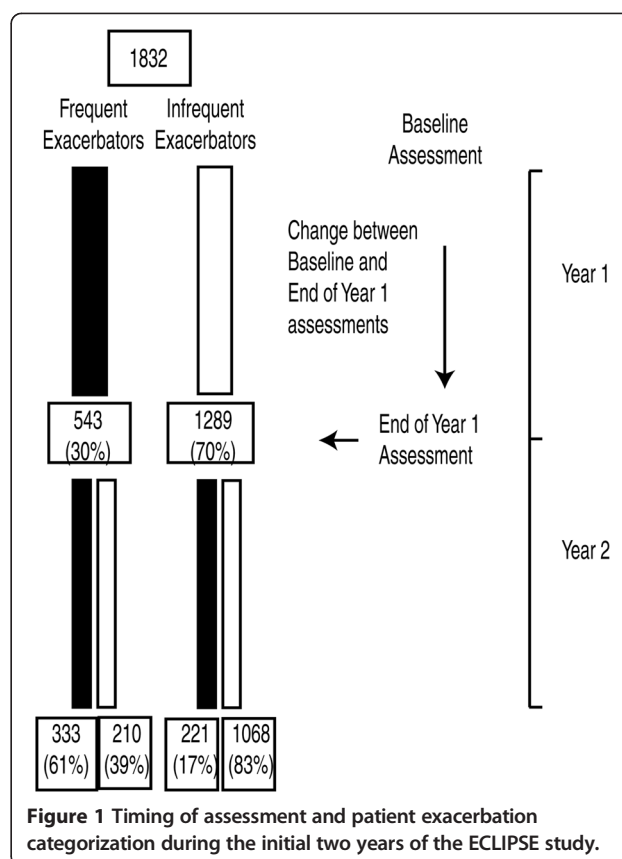 1832
Frequent
Exacerbators
Infrequent
Exacerbators
Baseline
Assessment
Change between
Baseline and
End of Year 1
assessments
Year 1
543
(30%)
1289
(70%)
End of Year 1
Assessment
Year 2
333
(61%)
210
(39%)
221
(17%)
1068
(83%)
Figure 1 Timing of assessment and patient exacerbation
categorization during the initial two years of the ECLIPSE study.